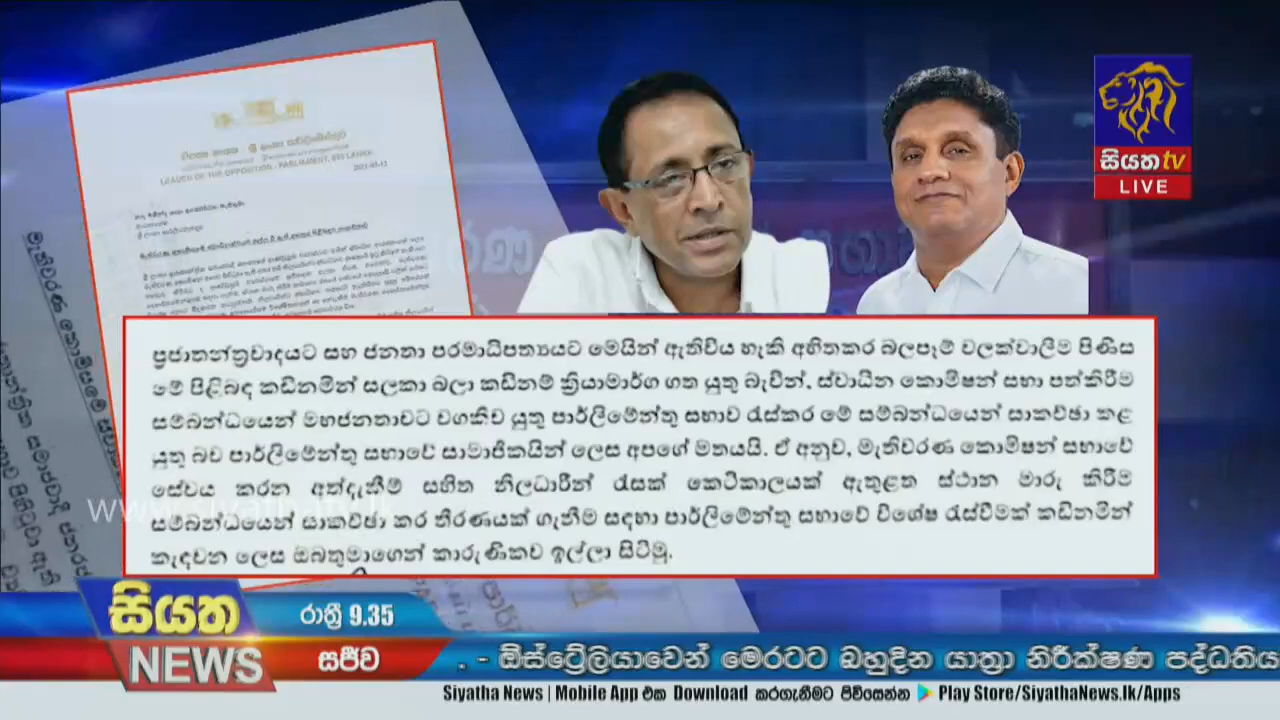 LEADER OF THE OPPOSITION, PARLIAMENT, SRI LANKA
සියත tv
LIVE
ප්‍රජාතන්ත්‍රවාදයට සහ ජනතා පරමාධිපත්‍යයට මෙයින් ඇතිවිය හැකි අහිතකර බලපෑම් වලක්වාලීම පිණිස
මේ පිළිබඳ කඩිනමින් සලකා බලා කඩිනම් ක්‍රියාමාර්ග ගත යුතු බැවින්, ස්වාධීන කොමිෂන් සභා පත්කිරීම
සම්බන්ධයෙන් මහජනතාවට වගකිව යුතු පාර්ලිමේන්තු සභාව රැස්කර මේ සම්බන්ධයෙන් සාකච්ඡා කළ
යුතු බව පාර්ලිමේන්තු සභාවේ සාමාජිකයින් ලෙස අපගේ මතයයි. ඒ අනුව, මැතිවරණ කොමිෂන් සභාවේ
සේවය කරන අත්දැකීම් සහිත නිලධාරීන් රැසක් කෙටිකාලයක් ඇතුළත ස්ථාන මාරු කිරීම
සම්බන්ධයෙන් සාකච්ඡා කර තීරණයක් ගැනීම සඳහා පාර්ලිමේන්තු සභාවේ විශේෂ රැස්වීමක් කඩිනමින්
කැඳවන ලෙස ඔබතුමාගෙන් කාරුණිකව ඉල්ලා සිටිමු.
www.siyathatv.lk
සියත
NEWS
රාත්‍රී 9.35
සජීව
. - ඕස්ට්‍රේලියාවෙන් මෙරටට බහුදින යාත්‍රා නිරීක්ෂණ පද්ධතිය
Siyatha News | Mobile App එක Download කරගැනීමට පිවිසෙන්න Play Store/SiyathaNews.lk/Apps